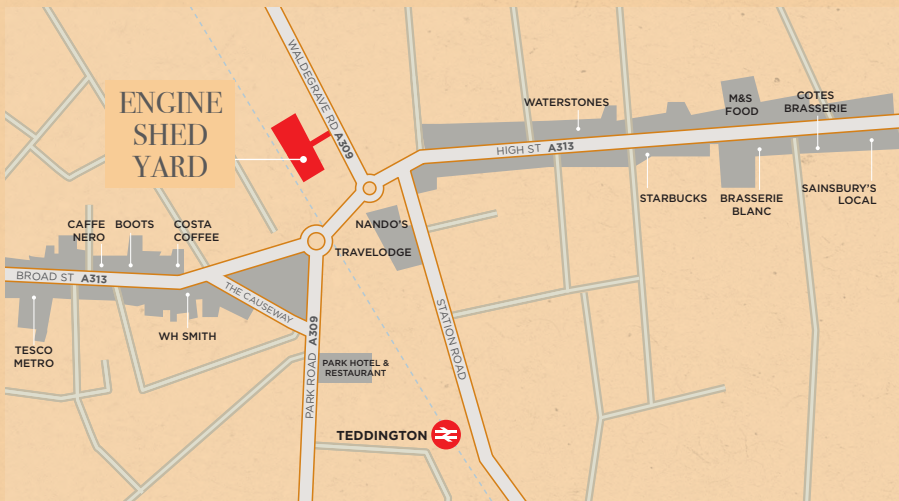 WALDEGRAVE RD A309
ENGINE
SHED
YARD
WATERSTONES
M&S
FOOD
COTES
BRASSERIE
HIGH ST A313
STARBUCKS
BRASSERIE
BLANC
SAINSBURY'S
LOCAL
CAFFE
NERO
BOOTS
COSTA
COFFEE
NANDO'S
TRAVELODGE
BROAD ST A313
THE CAUSEWAY
WH SMITH
TESCO
METRO
PARK ROAD A309
PARK HOTEL &
RESTAURANT
STATION ROAD
TEDDINGTON